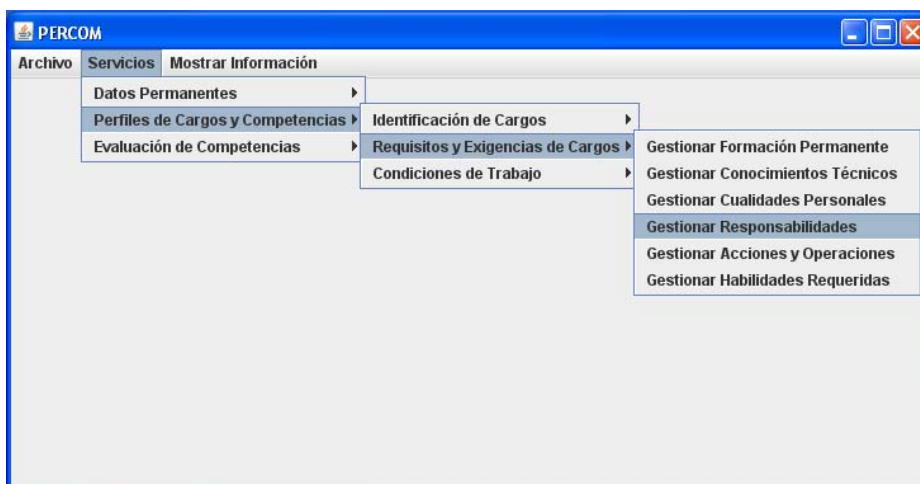 PERCOM
Archivo Servicios Mostrar Información
Datos Permanentes
Perfiles de Cargos y Competencias
Evaluación de Competencias
Identificación de Cargos
Requisitos y Exigencias de Cargos
Condiciones de Trabajo
Gestionar Formación Permanente
Gestionar Conocimientos Técnicos
Gestionar Cualidades Personales
Gestionar Responsabilidades
Gestionar Acciones y Operaciones
Gestionar Habilidades Requeridas